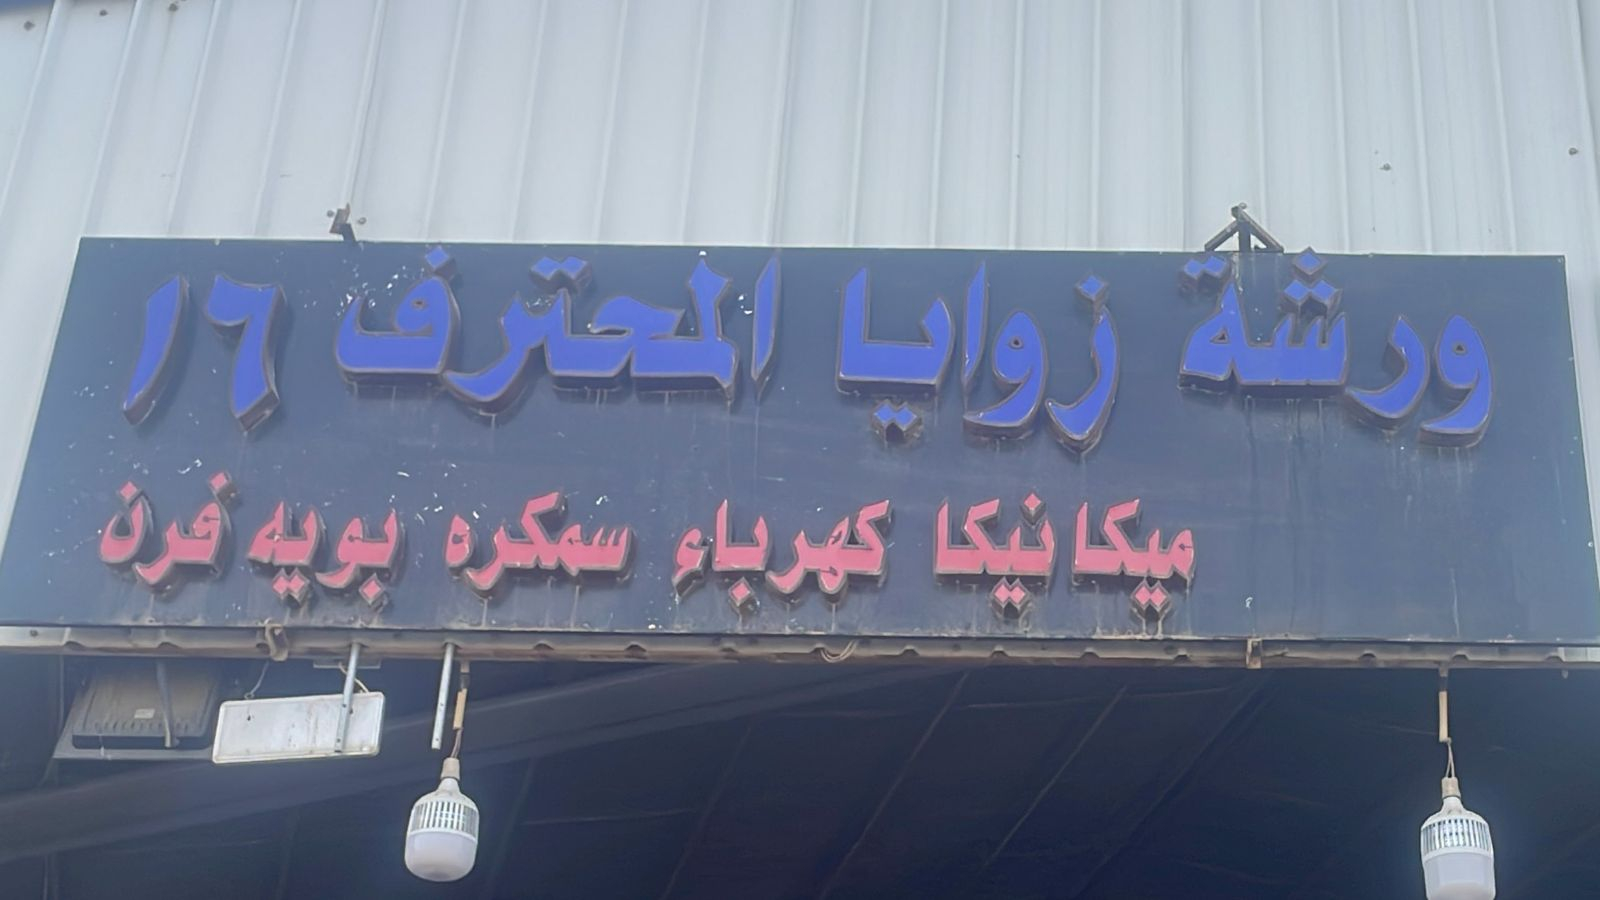 ورشة زوايا المحترف ١٦
ميكانيكا كهرباء سمكره بويه فرن